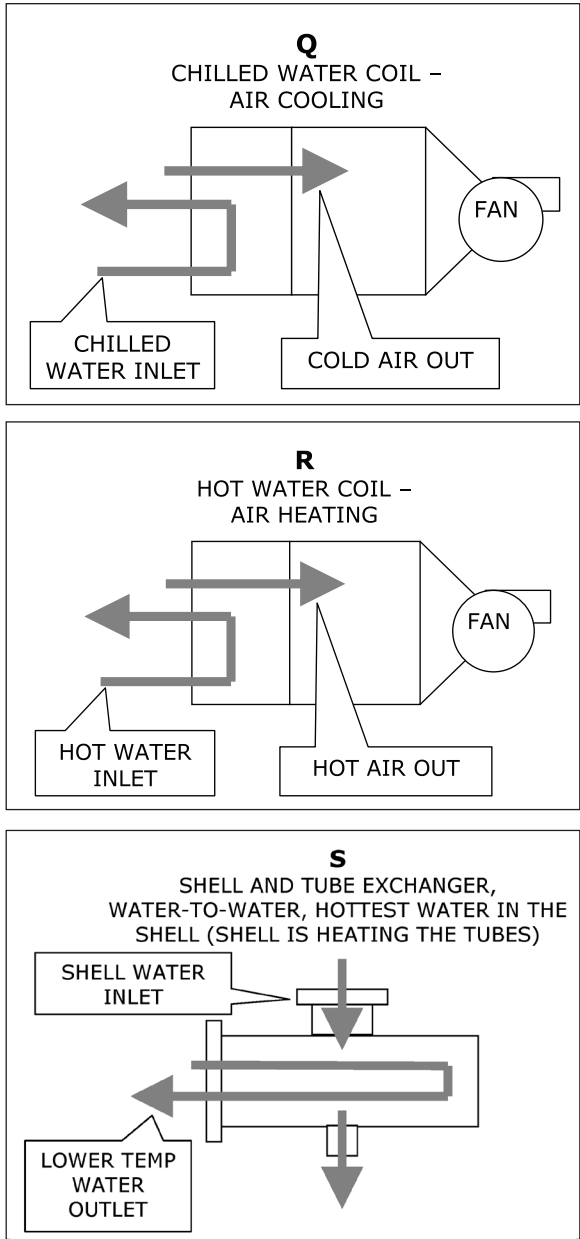 Q
CHILLED WATER COIL –
AIR COOLING
FAN
CHILLED
WATER INLET
COLD AIR OUT
R
HOT WATER COIL –
AIR HEATING
FAN
HOT WATER
INLET
HOT AIR OUT
S
SHELL AND TUBE EXCHANGER,
WATER-TO-WATER, HOTTEST WATER IN THE
SHELL (SHELL IS HEATING THE TUBES)
SHELL WATER
INLET
LOWER TEMP
WATER
OUTLET